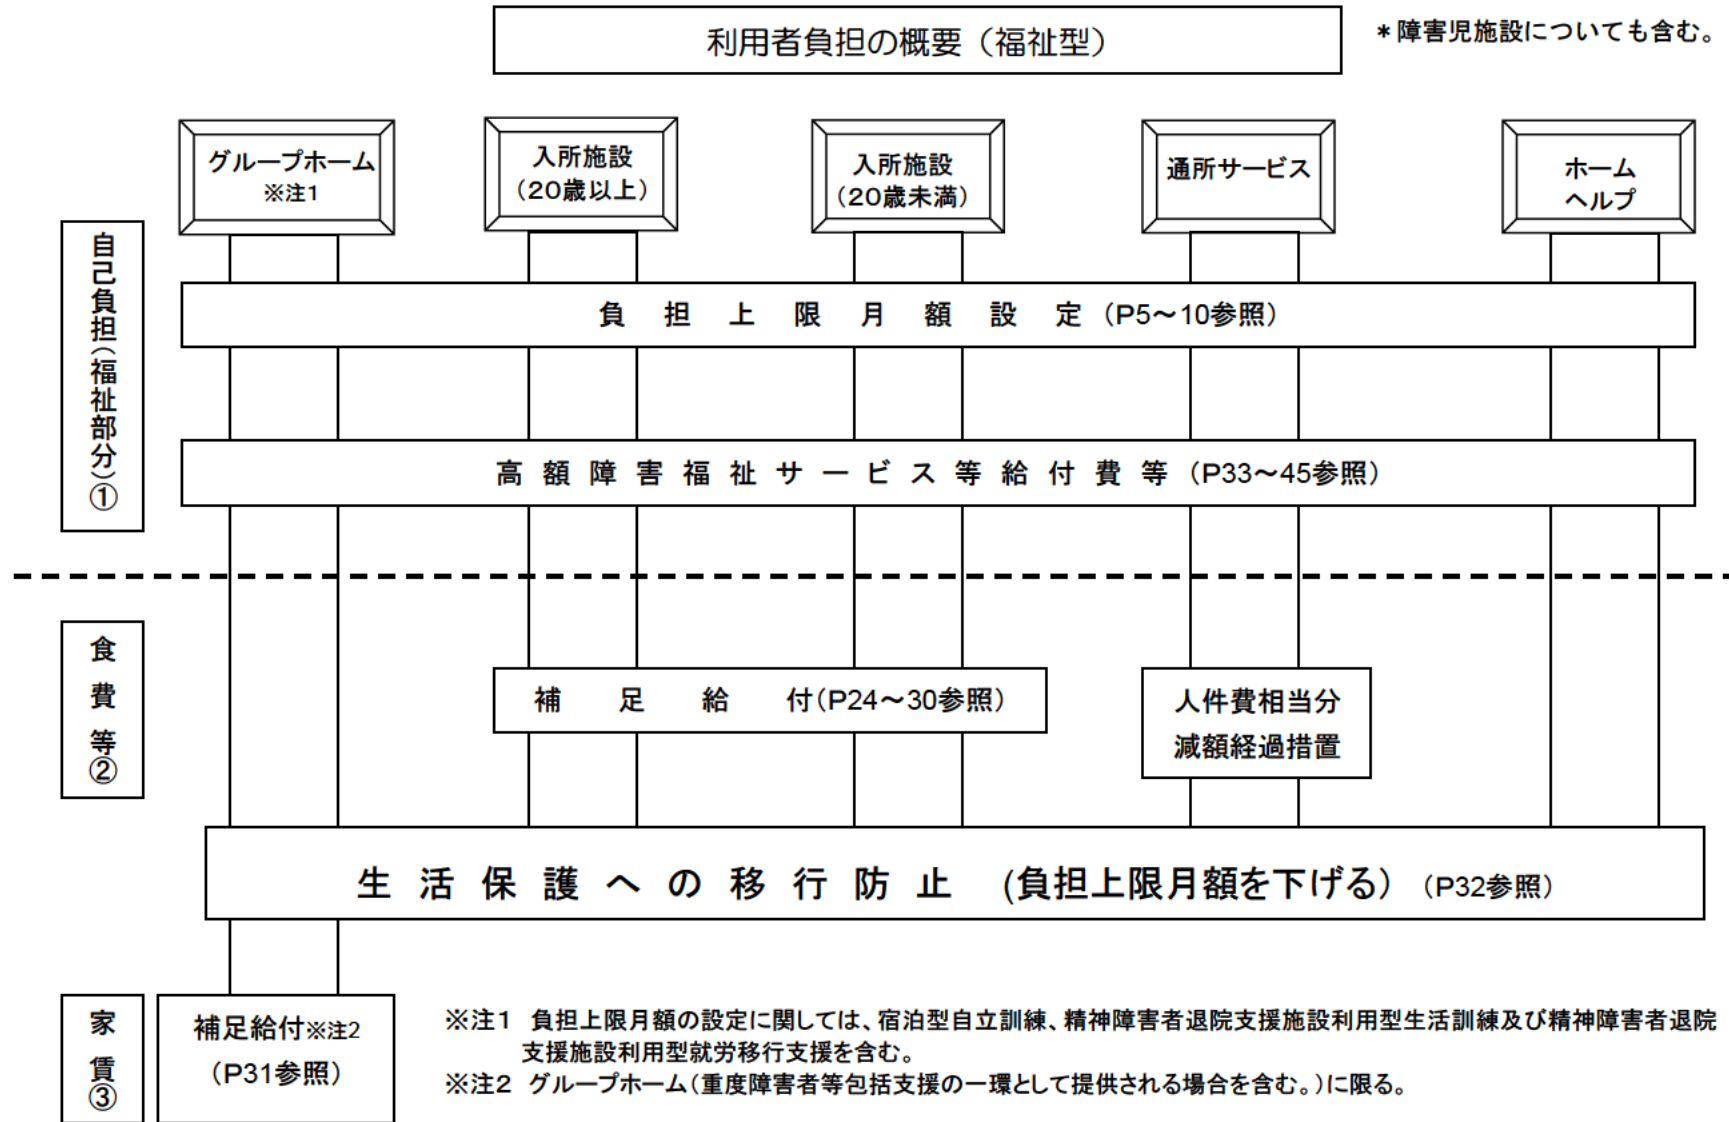 利用者負担の概要（福祉型）
＊障害児施設についても含む。
グループホーム
※注1
入所施設
（20歳以上）
入所施設
（20歳未満）
通所サービス
ホーム
ヘルプ
自己負担（福祉部分）①
負担上限月額設定（P5～10参照）
高額障害福祉サービス等給付費等（P33～45参照）
食費等②
補足給付（P24～30参照）
人件費相当分
減額経過措置
生活保護への移行防止 (負担上限月額を下げる）（P32参照）
家賃③
補足給付※注2
（P31参照）
※注1 負担上限月額の設定に関しては、宿泊型自立訓練、精神障害者退院支援施設利用型生活訓練及び精神障害者退院
支援施設利用型就労移行支援を含む。
※注2 グループホーム（重度障害者等包括支援の一環として提供される場合を含む。）に限る。